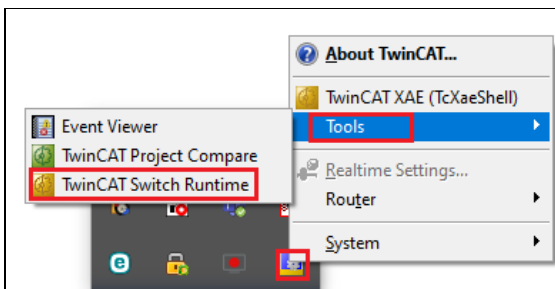 About TwinCAT...
TwinCAT XAE (TcXaeShell)
Tools
Realtime Settings...
Router
System
Event Viewer
TwinCAT Project Compare
TwinCAT Switch Runtime